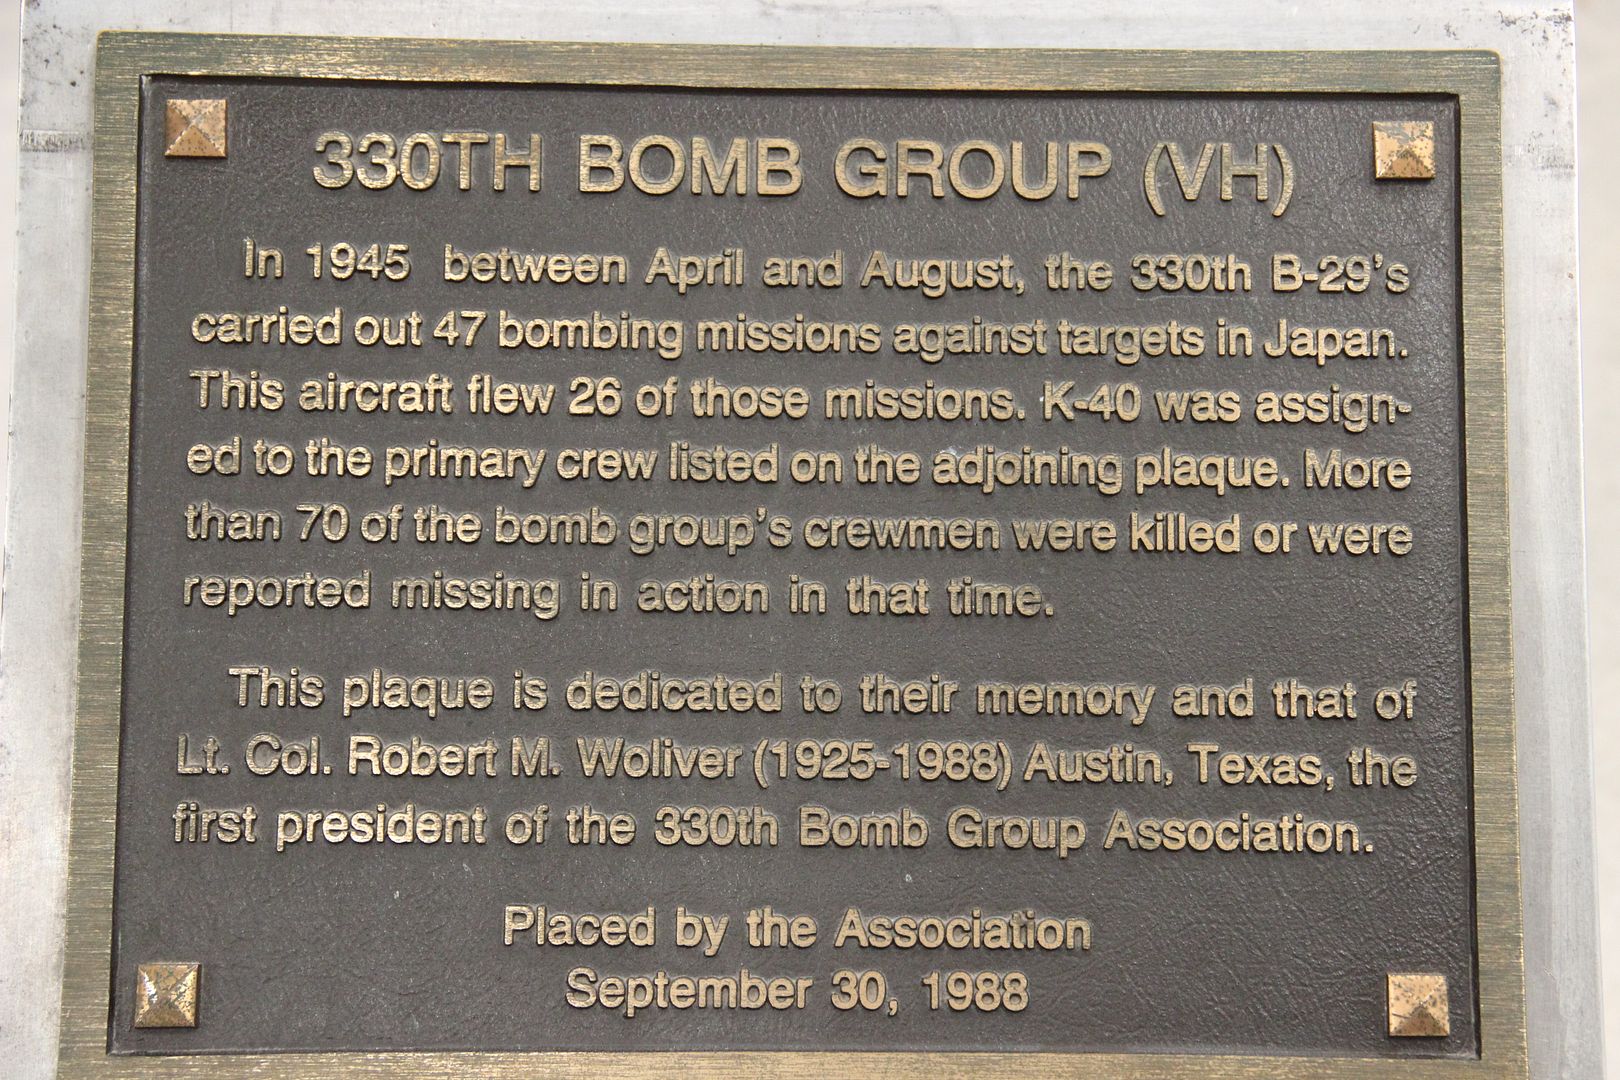 330TH BOMB GROUP (VH)
In 1945 between April and August, the 330th B-29's
carried out 47 bombing missions against targets in Japan.
This aircraft flew 26 of those missions. K-40 was assign-
ed to the primary crew listed on the adjoining plaque. More
than 70 of the bomb group's crewmen were killed or were
reported missing in action in that time.
This plaque is dedicated to their memory and that of
Lt. Col. Robert M. Woliver (1925-1988) Austin, Texas, the
first president of the 330th Bomb Group Association.
Placed by the Association
September 30, 1988